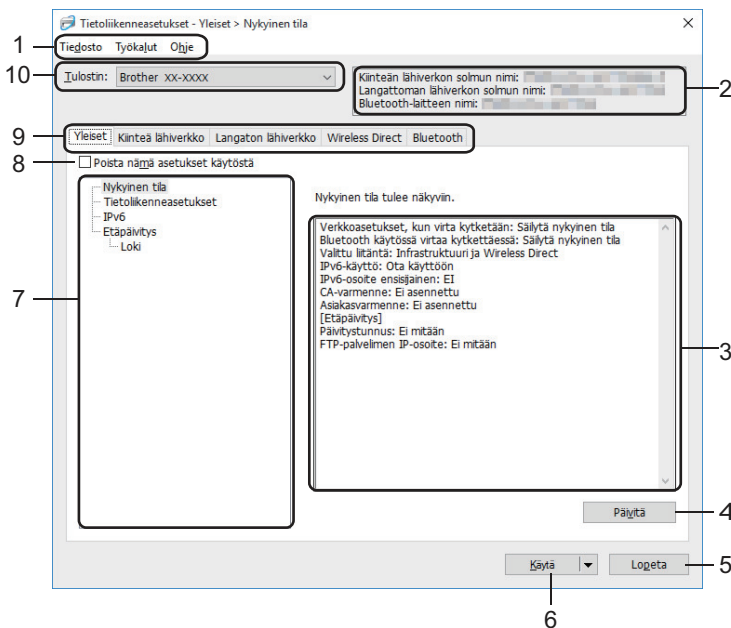 Tietoliikenneasetukset - Yleiset > Nykyinen tila
1
Tiedosto Työkalut Ohje
10
Tulostin: Brother XX-XXXX
Kiinteän lähiverkon solmun nimi:
Langattoman lähiverkon solmun nimi:
Bluetooth-laitteen nimi:
2
9
Yleiset Kiinteä lähiverkko Langaton lähiverkko Wireless Direct Bluetooth
8
Poista nämä asetukset käytöstä
Nykyinen tila
Tietoliikenneasetukset
IPv6
Etäpäivitys
Loki
7
Nykyinen tila tulee näkyviin.
Verkkoasetukset, kun virta kytketään: Säilytä nykyinen tila
Bluetooth käytössä virtaa kytkettäessä: Säilytä nykyinen tila
Valittu liitäntä: Infrastruktuuri ja Wireless Direct
IPv6-käyttö: Ota käyttöön
IPv6-osoite ensisijainen: EI
CA-varmenne: Ei asennettu
Asiakasvarmenne: Ei asennettu
[Etäpäivitys]
Päivitystunnus: Ei mitään
FTP-palvelimen IP-osoite: Ei mitään
3
Päivitä
4
Käytä
Lopeta
5
6